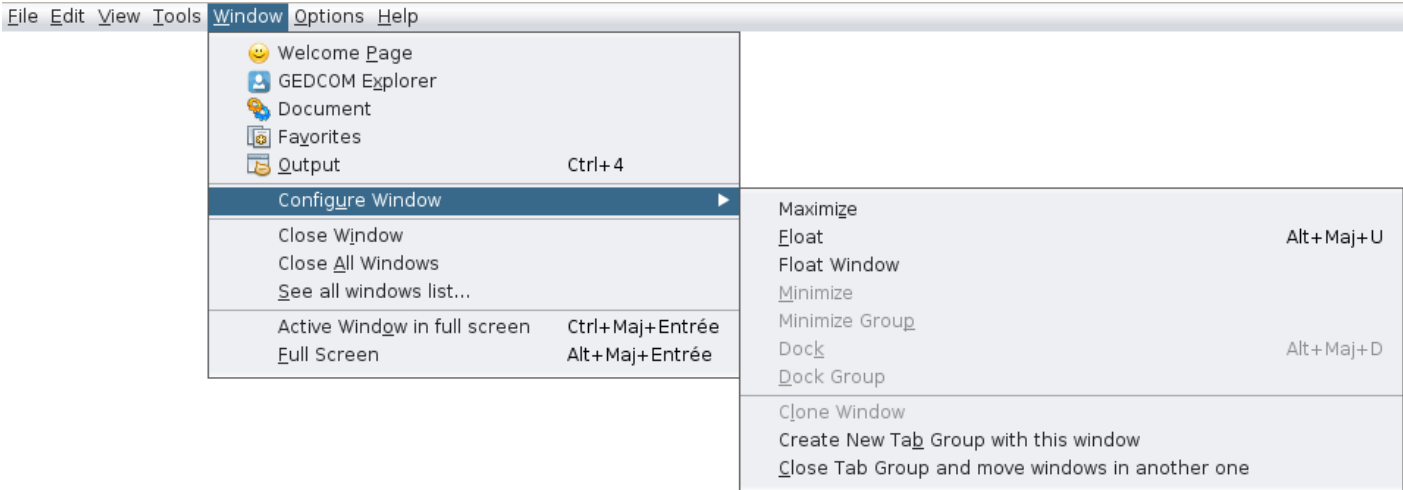 File Edit View Tools Window Options Help
Welcome Page
GEDCOM Explorer
Document
Favorites
Output Ctrl+4
Configure Window
Close Window
Close All Windows
See all windows list...
Active Window in full screen Ctrl+Maj+Entrée
Full Screen Alt+Maj+Entrée
Maximize
Float Alt+Maj+U
Float Window
Minimize
Minimize Group
Dock Alt+Maj+D
Dock Group
Clone Window
Create New Tab Group with this window
Close Tab Group and move windows in another one